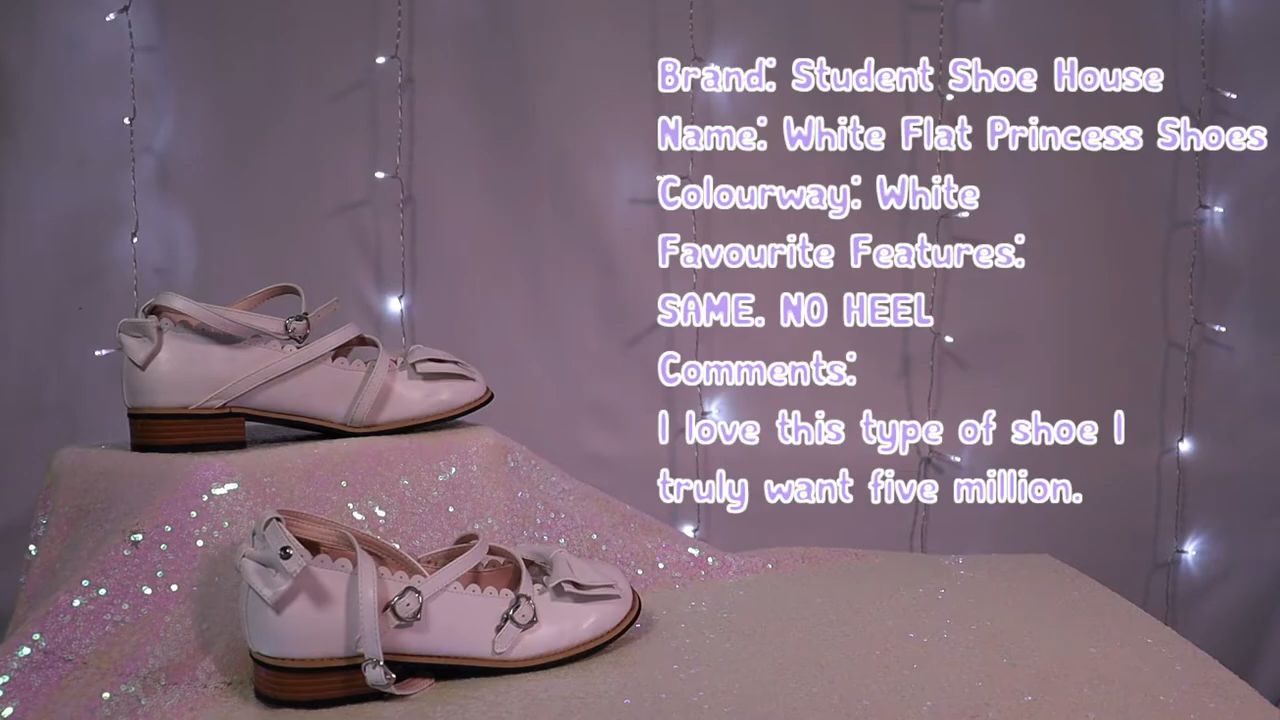 Brand: Student Shoe House
Name: White Flat Princess Shoes
Colourway: White
Favourite Features:
SAME. NO HEEL
Comments:
I love this type of shoe I
truly want five million.